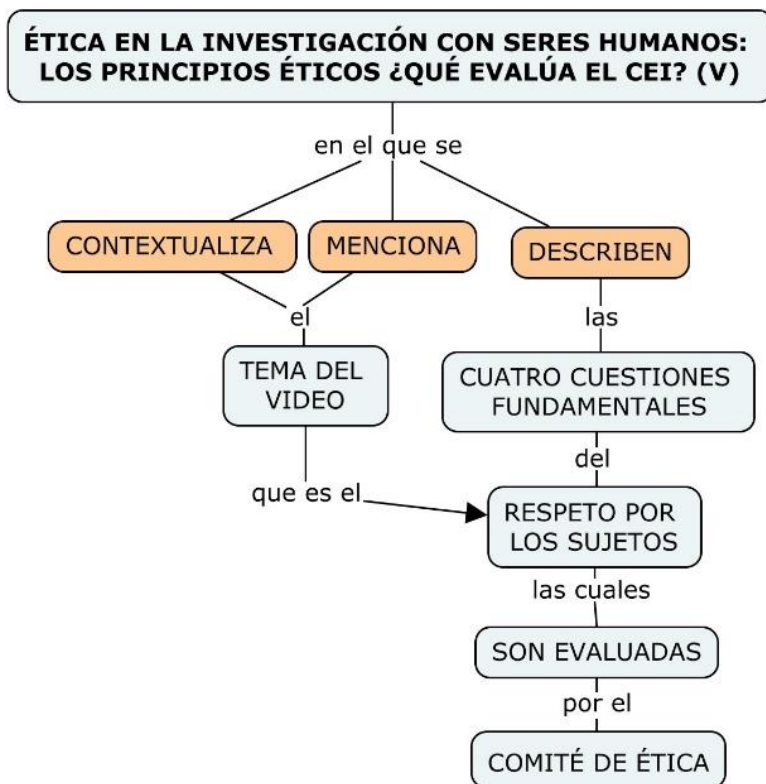 ÉTICA EN LA INVESTIGACIÓN CON SERES HUMANOS:
LOS PRINCIPIOS ÉTICOS ¿QUÉ EVALÚA EL CEI? (V)
en el que se
CONTEXTUALIZA
MENCIONA
DESCRIBEN
el
las
TEMA DEL
VIDEO
CUATRO CUESTIONES
FUNDAMENTALES
del
que es el
RESPETO POR
LOS SUJETOS
las cuales
SON EVALUADAS
por el
COMITÉ DE ÉTICA